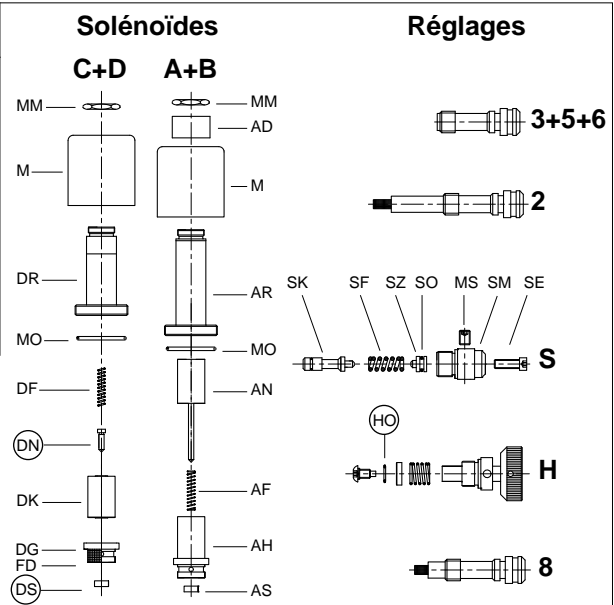 Solénoïdes
Réglages
C+D
A+B
MM
MM
AD
M
M
DR
AR
MO
MO
DF
AN
DN
DK
AF
DG
FD
AH
DS
AS
3+5+6
2
SK
SF
SZ
SO
MS
SM
SE
S
HO
H
8